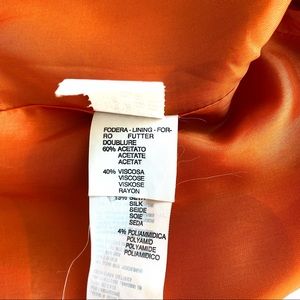 FODERA - LINING - FOR-
RO FUTTER
DOUBLURE
60% ACETATO
ACETATE
ACETAT
40% VISCOSA
VISCOSE
VISKOSE
RAYON
SILK
SEIDE
SOIE
SEDA
4% POLIAMMIDICA
POLYAMID
POLYAMIDE
POLIAMIDO